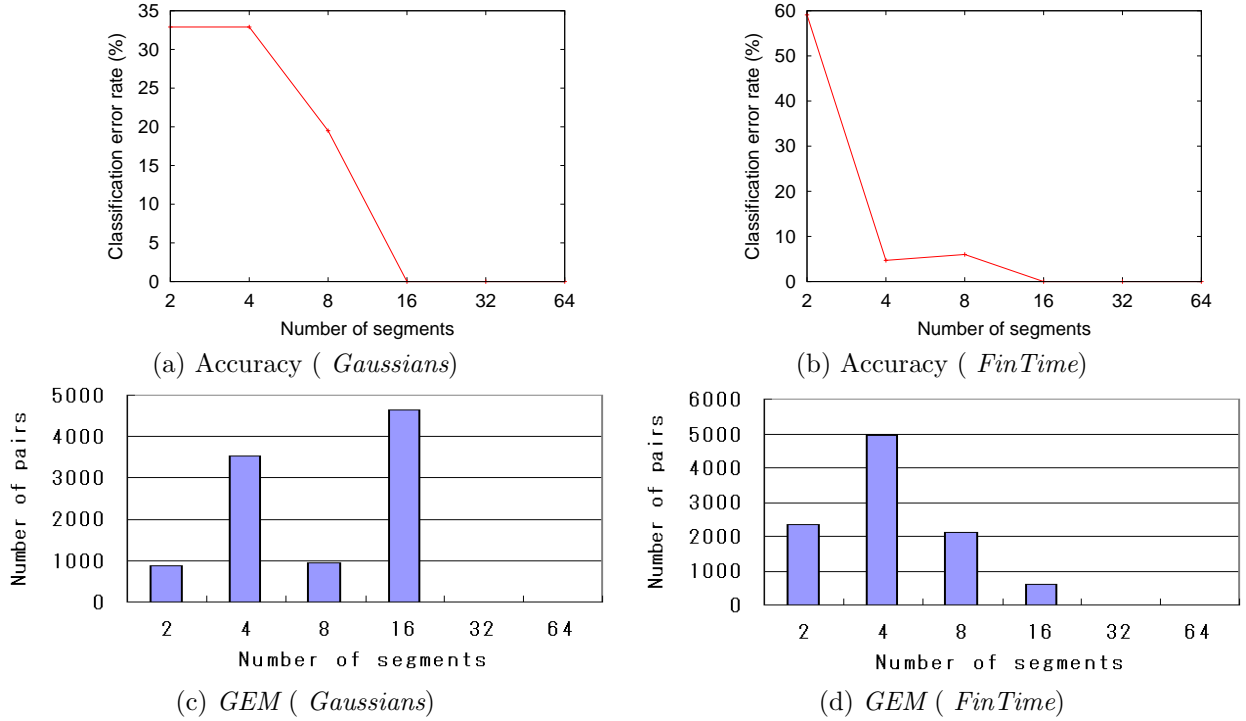 Classification error rate (%)
35
30
25
20
15
10
5
0
2 4 8 16 32 64
Number of segments
(a) Accuracy ( Gaussians)
Classification error rate (%)
60
50
40
30
20
10
0
2 4 8 16 32 64
Number of segments
(b) Accuracy ( FinTime)
Number of pairs
5000
4000
3000
2000
1000
0
2 4 8 16 32 64
Number of segments
(c) GEM ( Gaussians)
Number of pairs
6000
5000
4000
3000
2000
1000
0
2 4 8 16 32 64
Number of segments
(d) GEM ( FinTime)